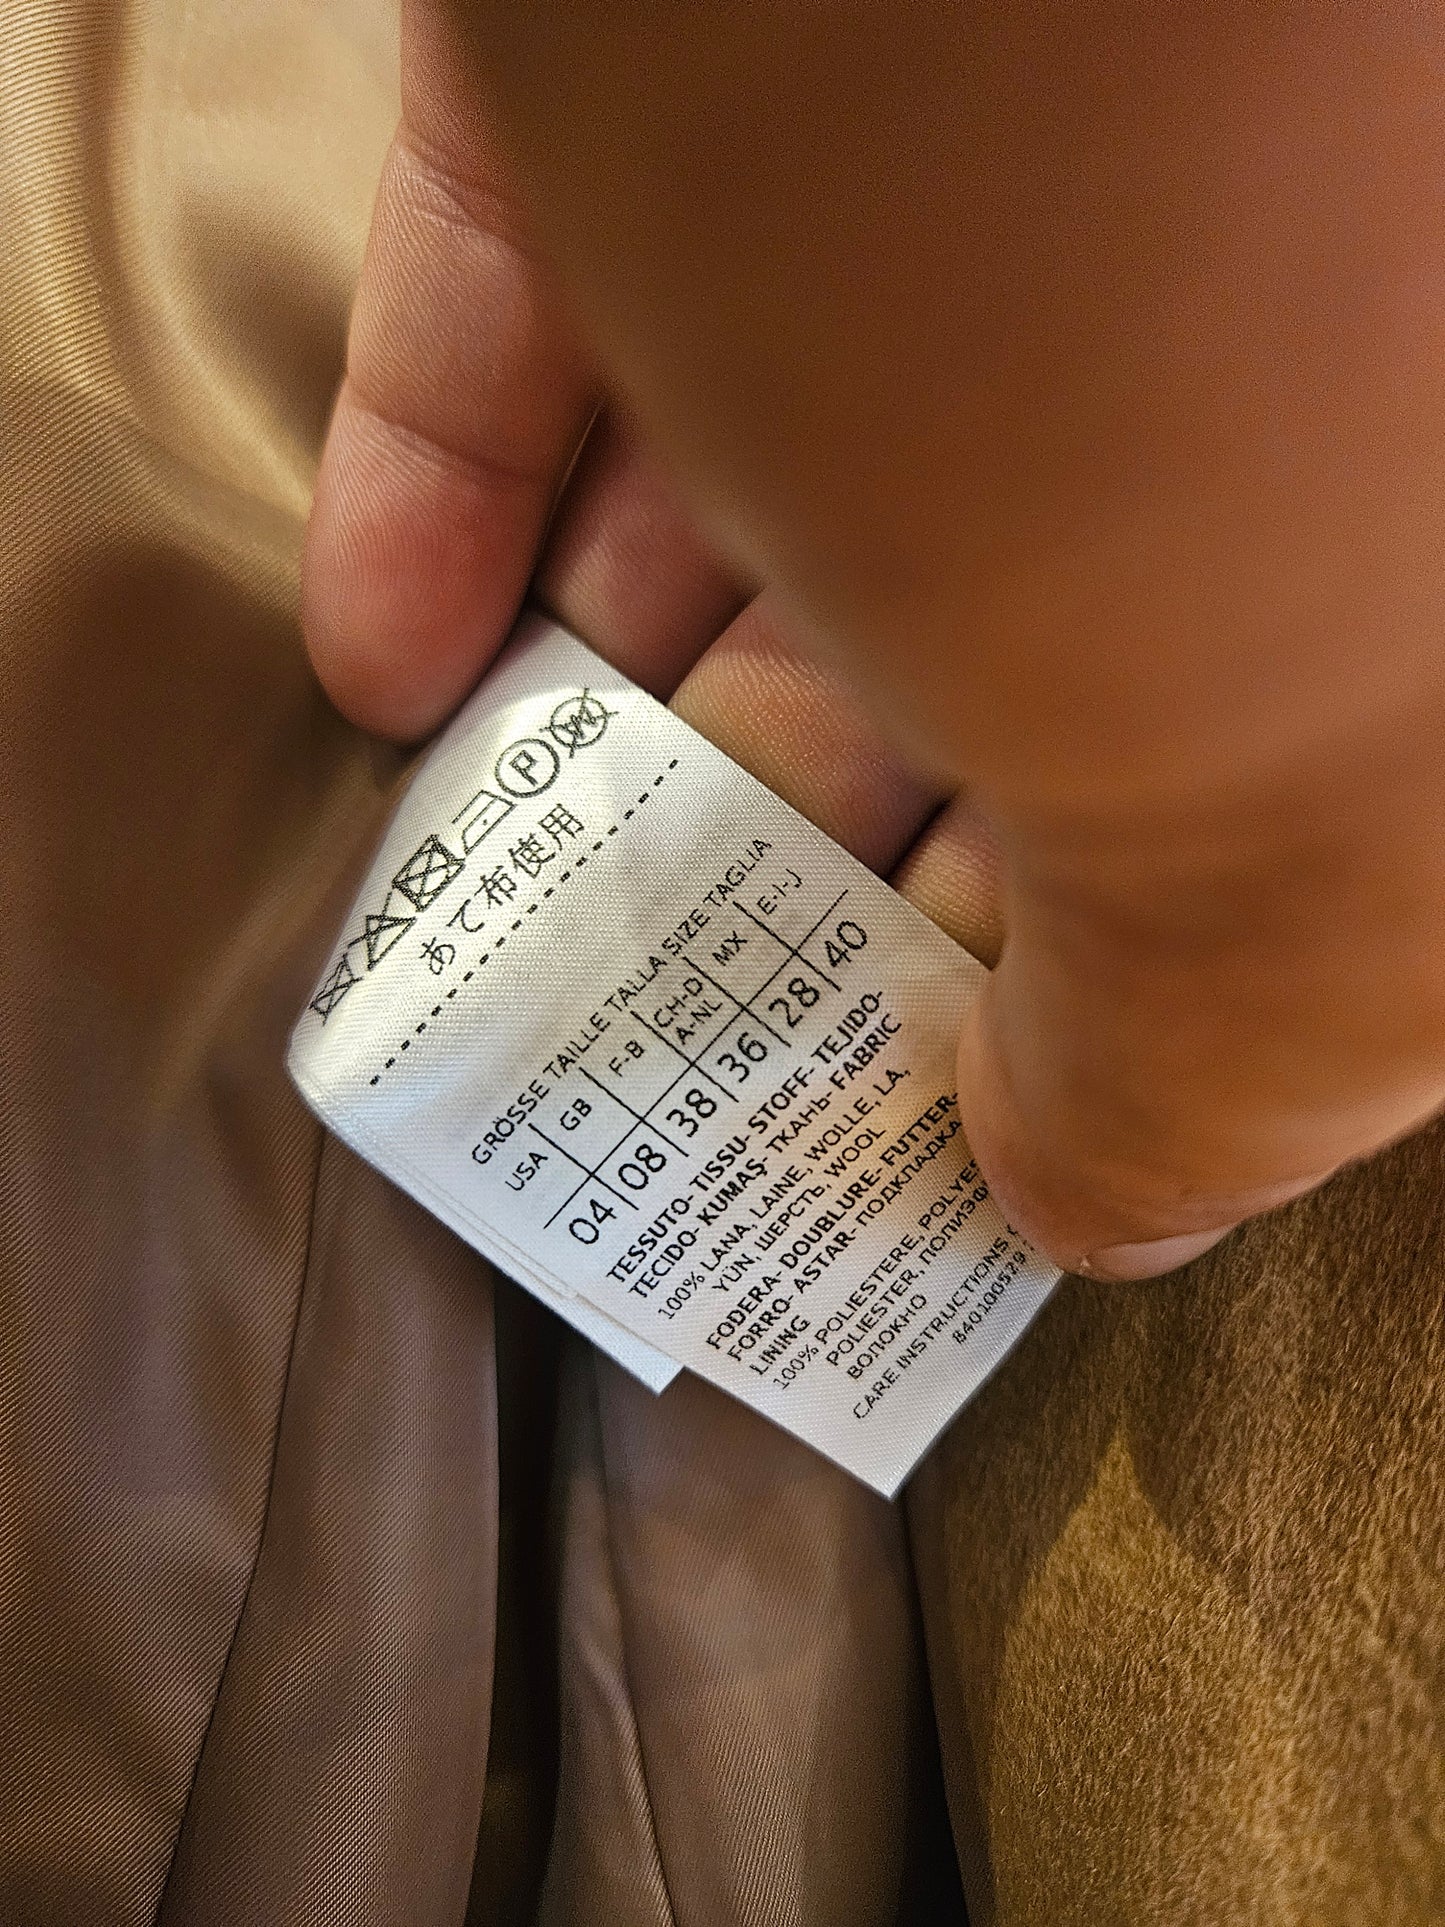 P
W
あて布使用
GRÖSSE TAILLE TALLA SIZE TAGLIA
USA GB F-B CH-D A-NL MX E-I-J
04 08 38 36 28 40
TESSUTO- TISSU- STOFF- TEJIDO-
TECIDO- KUMAŞ- ТКАНЬ- FABRIC
100% LANA, LAINE, WOLLE, LA,
YÜN, ШЕРСТЬ, WOOL
FODERA- DOUBLURE- FUTTER-
FORRO- ASTAR- ПОДКЛАДКА
LINING
100% POLIESTERE,
POLIESTER,
ВОЛОКНО
CARE INSTRUCTIONS
840100529